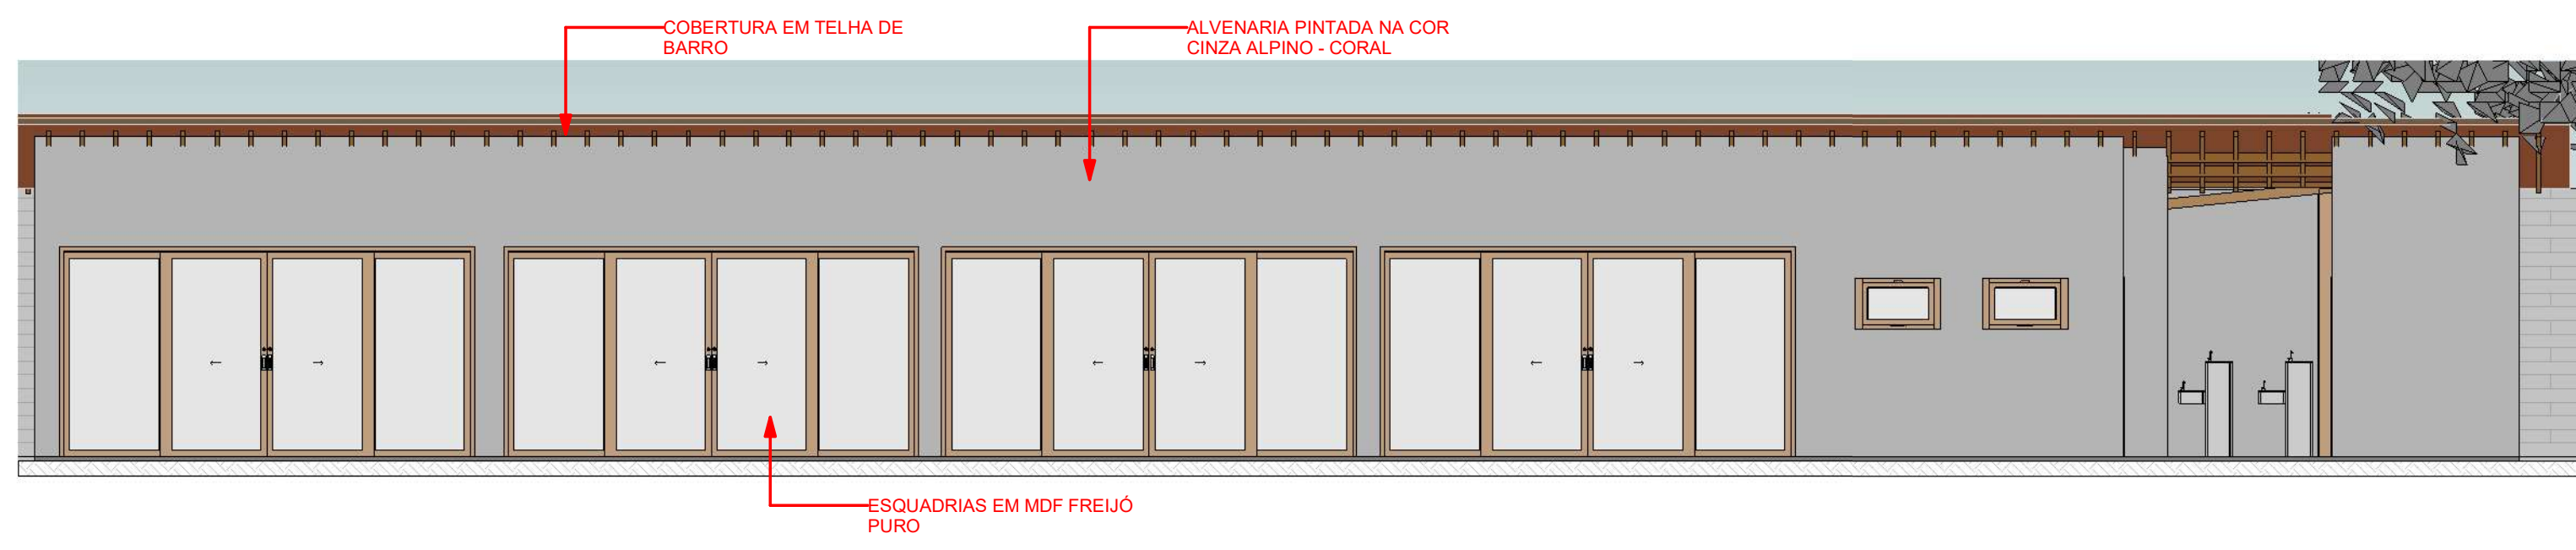 COBERTURA EM TELHA DE
BARRO
ALVENARIA PINTADA NA COR
CINZA ALPINO - CORAL
ESQUADRIAS EM MDF FREIJÓ
PURO